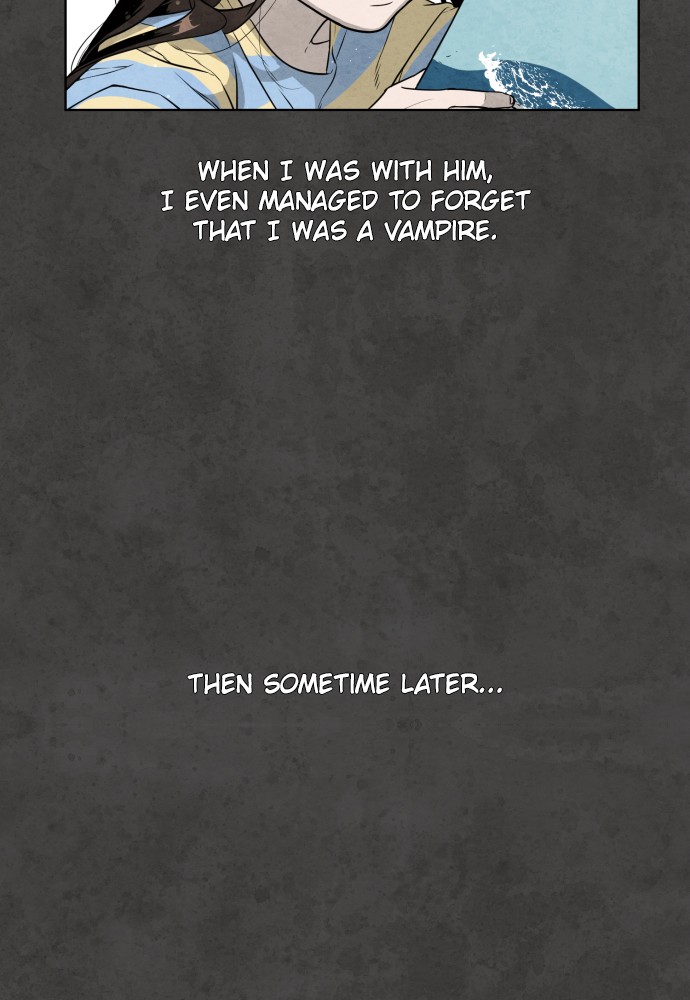 WHEN I WAS WITH HIM,
I EVEN MANAGED TO FORGET
THAT I WAS A VAMPIRE.
THEN SOMETIME LATER...